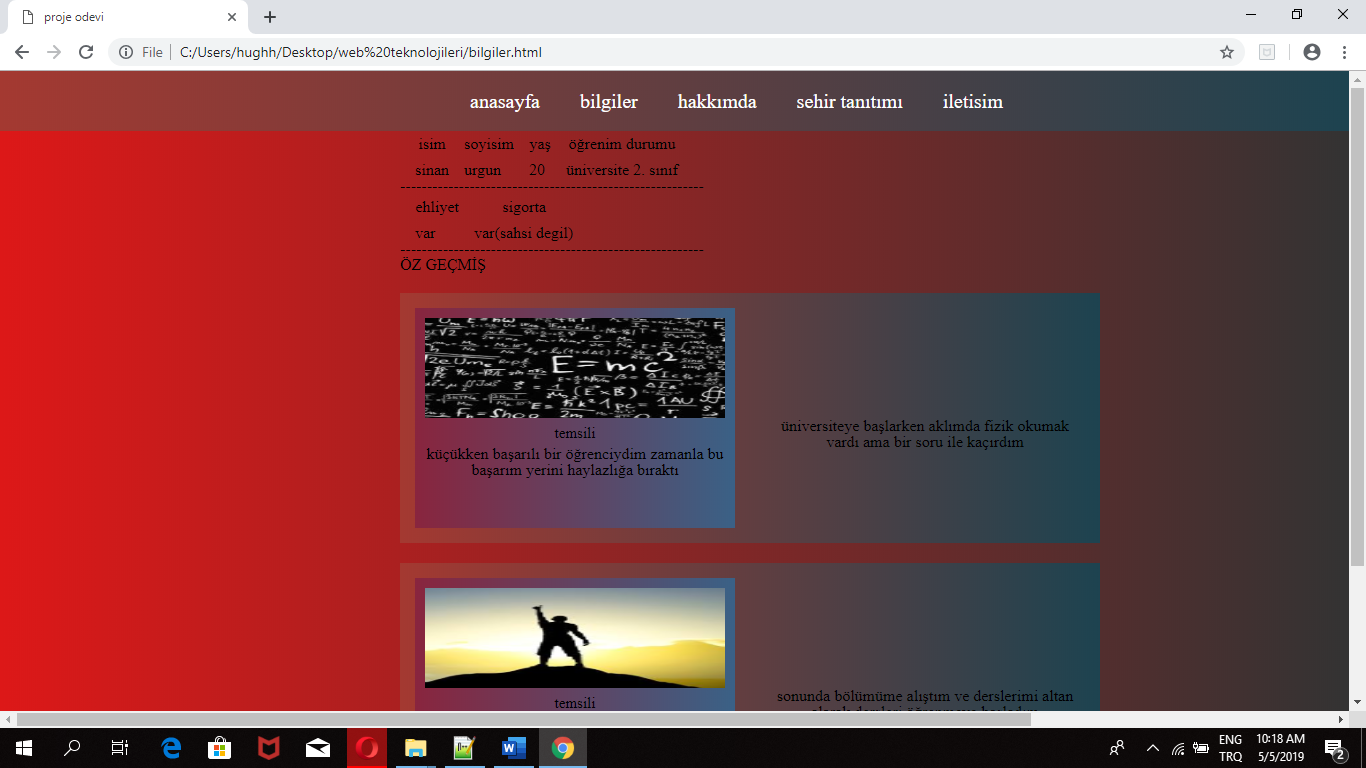 proje odevi
File
C:/Users/hughh/Desktop/web%20teknolojileri/bilgiler.html
anasayfa bilgiler hakkımda sehir tanıtımı iletisim
isim soyisim yaş öğrenim durumu
sinan urgun 20 üniversite 2. sınıf
---------------------------------------------------------
ehliyet sigorta
var var(sahsi degil)
---------------------------------------------------------
ÖZ GEÇMİŞ
E=mc²
temsili
küçükken başarılı bir öğrenciydim zamanla bu
başarım yerini haylazlığa bıraktı
üniversiteye başlarken aklımda fizik okumak
vardı ama bir soru ile kaçırdım
temsili
sonunda bölümüme alıştım ve derslerimi altan
ENG
TRQ
10:18 AM
5/5/2019
2